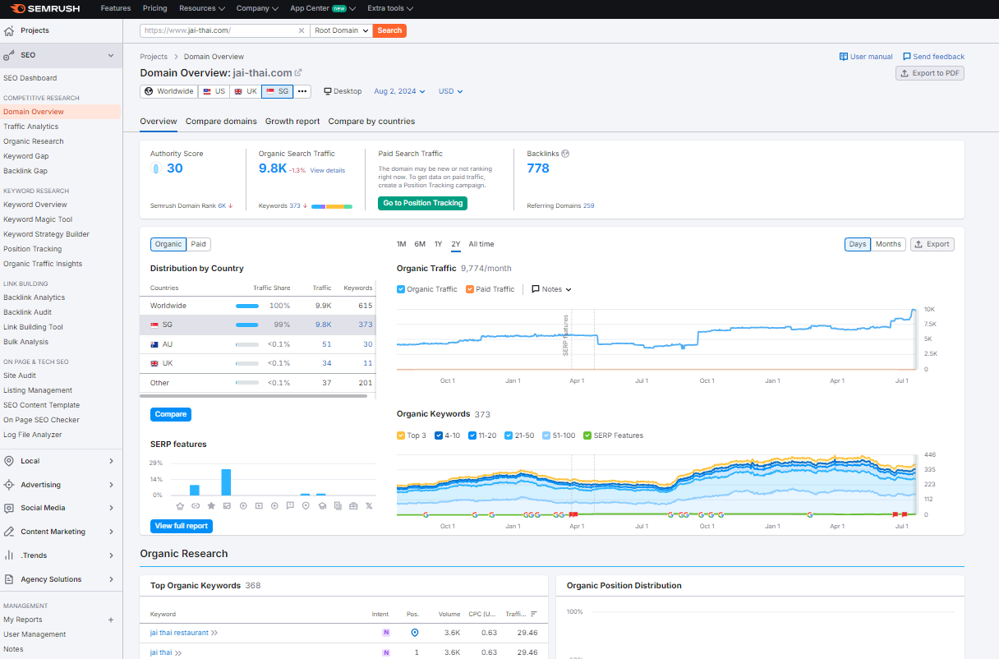 SEMRUSH
Features Pricing Resources Company App Center new Extra tools
Projects
https://www.jai-thai.com/ Root Domain Search
SEO
SEO Dashboard
COMPETITIVE RESEARCH
Domain Overview
Traffic Analytics
Organic Research
Keyword Gap
Backlink Gap
KEYWORD RESEARCH
Keyword Overview
Keyword Magic Tool
Keyword Strategy Builder
Position Tracking
Organic Traffic Insights
LINK BUILDING
Backlink Analytics
Backlink Audit
Link Building Tool
Bulk Analysis
ON PAGE & TECH SEO
Site Audit
Listing Management
SEO Content Template
On Page SEO Checker
Log File Analyzer
Local
Advertising
Social Media
Content Marketing
.Trends
Agency Solutions
MANAGEMENT
My Reports +
User Management
Notes
Projects > Domain Overview
User manual Send feedback
Domain Overview: jai-thai.com
Export to PDF
Worldwide US UK SG ••• Desktop Aug 2, 2024 USD
Overview Compare domains Growth report Compare by countries
Authority Score
30
Semrush Domain Rank 6K ↓
Organic Search Traffic
9.8K -1.3% View details
Keywords 373 ↓
Paid Search Traffic
The domain may be new or not ranking
right now. To get data on paid traffic,
create a Position Tracking campaign.
Go to Position Tracking
Backlinks
778
Referring Domains 259
Organic Paid
Distribution by Country
Countries Traffic Share Traffic Keywords
Worldwide 100% 9.9K 615
SG 99% 9.8K 373
AU <0.1% 51 30
UK <0.1% 34 11
Other <0.1% 37 201
Compare
SERP features
29%
14%
0%
View full report
1M 6M 1Y 2Y All time
Days Months Export
Organic Traffic 9,774/month
Organic Traffic Paid Traffic Notes
SERP features
10K
7.5K
5K
2.5K
0
Oct 1 Jan 1 Apr 1 Jul 1 Oct 1 Jan 1 Apr 1 Jul 1
Organic Keywords 373
Top 3 4-10 11-20 21-50 51-100 SERP Features
446
335
223
112
0
Oct 1 Jan 1 Apr 1 Jul 1 Oct 1 Jan 1 Apr 1 Jul 1
Organic Research
Top Organic Keywords 368
Keyword Intent Pos. Volume CPC (U... Traffi...
jai thai restaurant >> N 3.6K 0.63 29.46
jai thai >> N 1 3.6K 0.63 29.46
Organic Position Distribution
100%